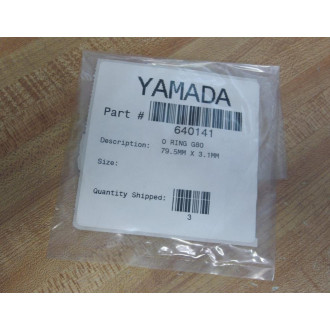 YAMADA
Part #
640141
Description: O RING G80
79.5MM X 3.1MM
Size:
Quantity Shipped:
3